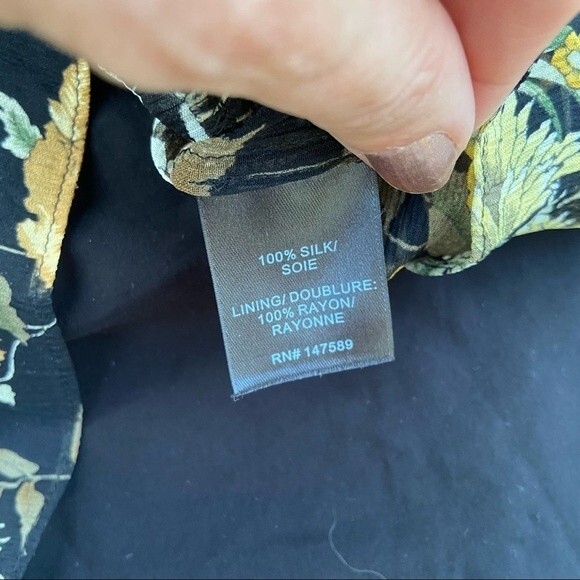 100% SILK/
SOIE
LINING/ DOUBLURE:
100% RAYON/
RAYONNE
RN# 147589